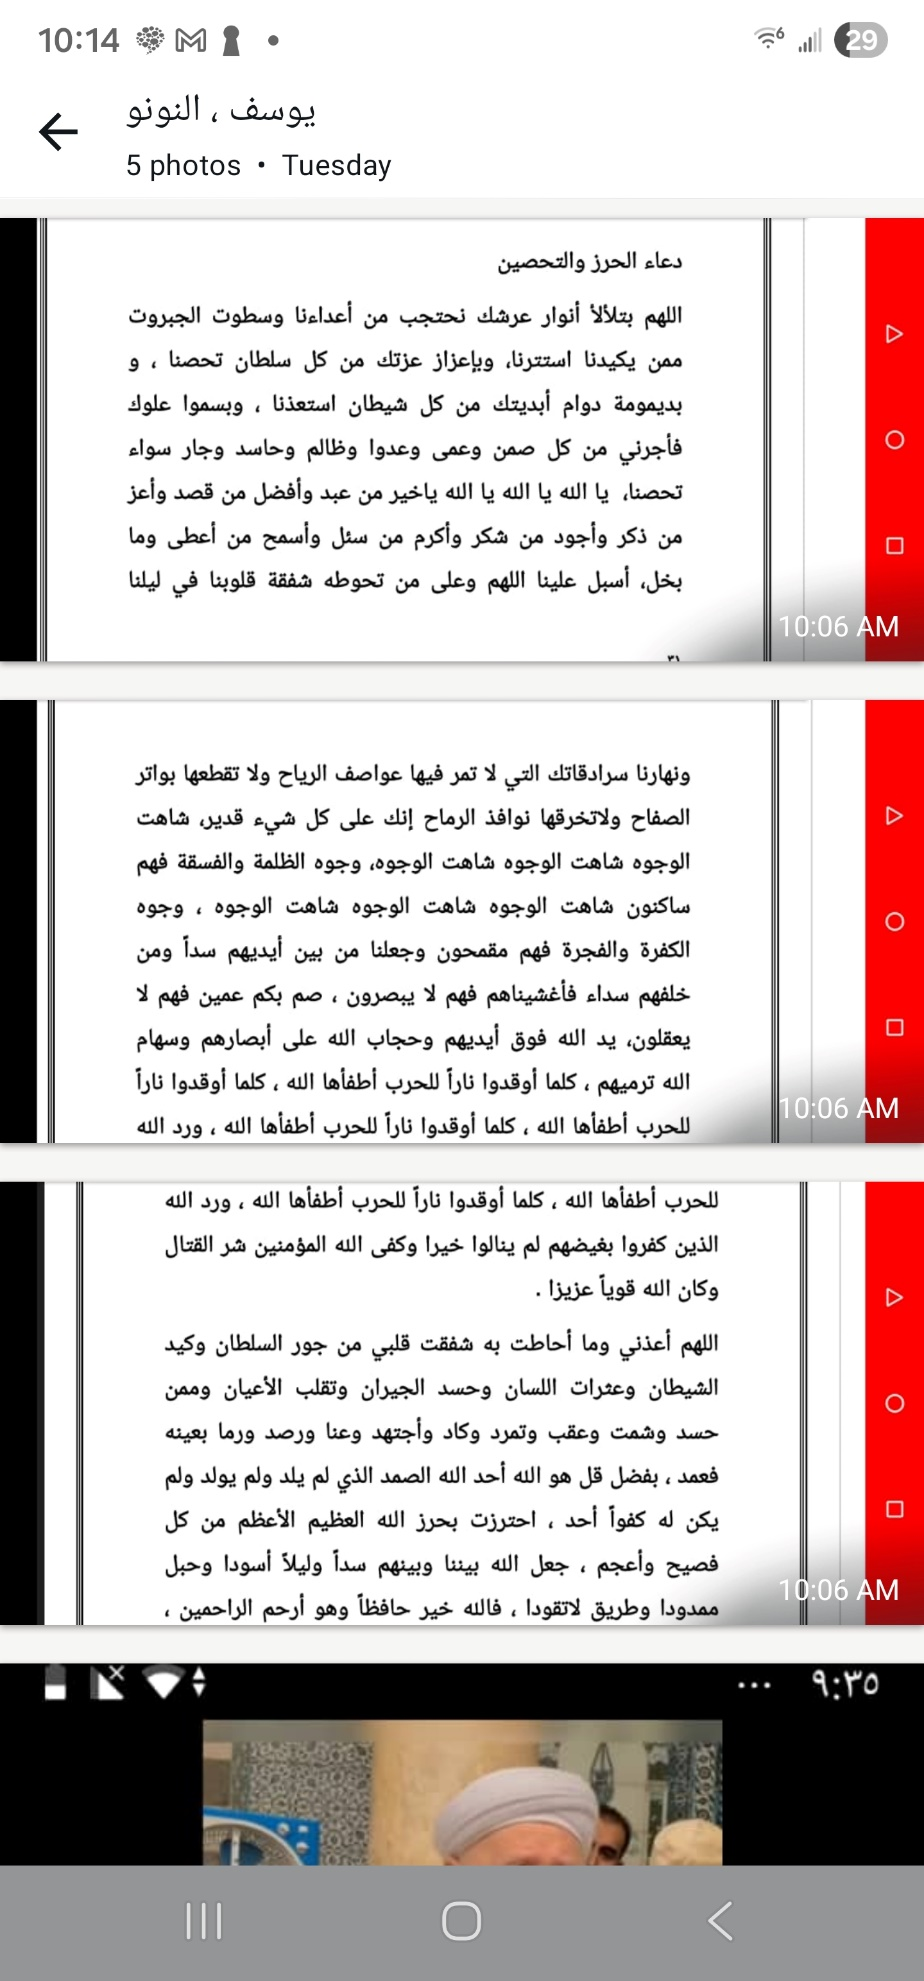 10:14
29
يوسف ، النونو
5 photos • Tuesday
دعاء الحرز والتحصين
اللهم بتلألأ أنوار عرشك نحتجب من أعداءنا وسطوت الجبروت
ممن يكيدنا استترنا، وبإعزاز عزتك من كل سلطان تحصنا ، و
بديمومة دوام أبديتك من كل شيطان استعذنا ، وبسموا علوك
فأجرني من كل صمن وعمى وعدوا وظالم وحاسد وجار سواء
تحصنا، يا الله يا الله يا الله ياخير من عبد وأفضل من قصد وأعز
من ذكر وأجود من شكر وأكرم من سئل وأسمح من أعطى وما
بخل، أسبل علينا اللهم وعلى من تحوطه شفقة قلوبنا في ليلنا
10:06 AM
٣١
ونهارنا سرادقاتك التي لا تمر فيها عواصف الرياح ولا تقطعها بواتر
الصفاح ولاتخرقها نوافذ الرماح إنك على كل شيء قدير، شاهت
الوجوه شاهت الوجوه شاهت الوجوه، وجوه الظلمة والفسقة فهم
ساكنون شاهت الوجوه شاهت الوجوه شاهت الوجوه ، وجوه
الكفرة والفجرة فهم مقمحون وجعلنا من بين أيديهم سداً ومن
خلفهم سداء فأغشيناهم فهم لا يبصرون ، صم بكم عمين فهم لا
يعقلون، يد الله فوق أيديهم وحجاب الله على أبصارهم وسهام
الله ترميهم ، كلما أوقدوا ناراً للحرب أطفأها الله ، كلما أوقدوا ناراً
10:06 AM
للحرب أطفأها الله ، كلما أوقدوا ناراً للحرب أطفأها الله ، ورد الله
للحرب أطفأها الله ، كلما أوقدوا ناراً للحرب أطفأها الله ، ورد الله
الذين كفروا بغيضهم لم ينالوا خيرا وكفى الله المؤمنين شر القتال
وكان الله قوياً عزيزا .
اللهم أعذني وما أحاطت به شفقت قلبي من جور السلطان وكيد
الشيطان وعثرات اللسان وحسد الجيران وتقلب الأعيان وممن
حسد وشمت وعقب وتمرد وكاد وأجتهد وعنا ورصد ورما بعينه
فعمد ، بفضل قل هو الله أحد الله الصمد الذي لم يلد ولم يولد ولم
يكن له كفواً أحد ، احترزت بحرز الله العظيم الأعظم من كل
فصيح وأعجم ، جعل الله بيننا وبينهم سداً وليلاً أسودا وحبل
10:06 AM
ممدودا وطريق لاتقودا ، فالله خير حافظاً وهو أرحم الراحمين ،
٩:٣٥